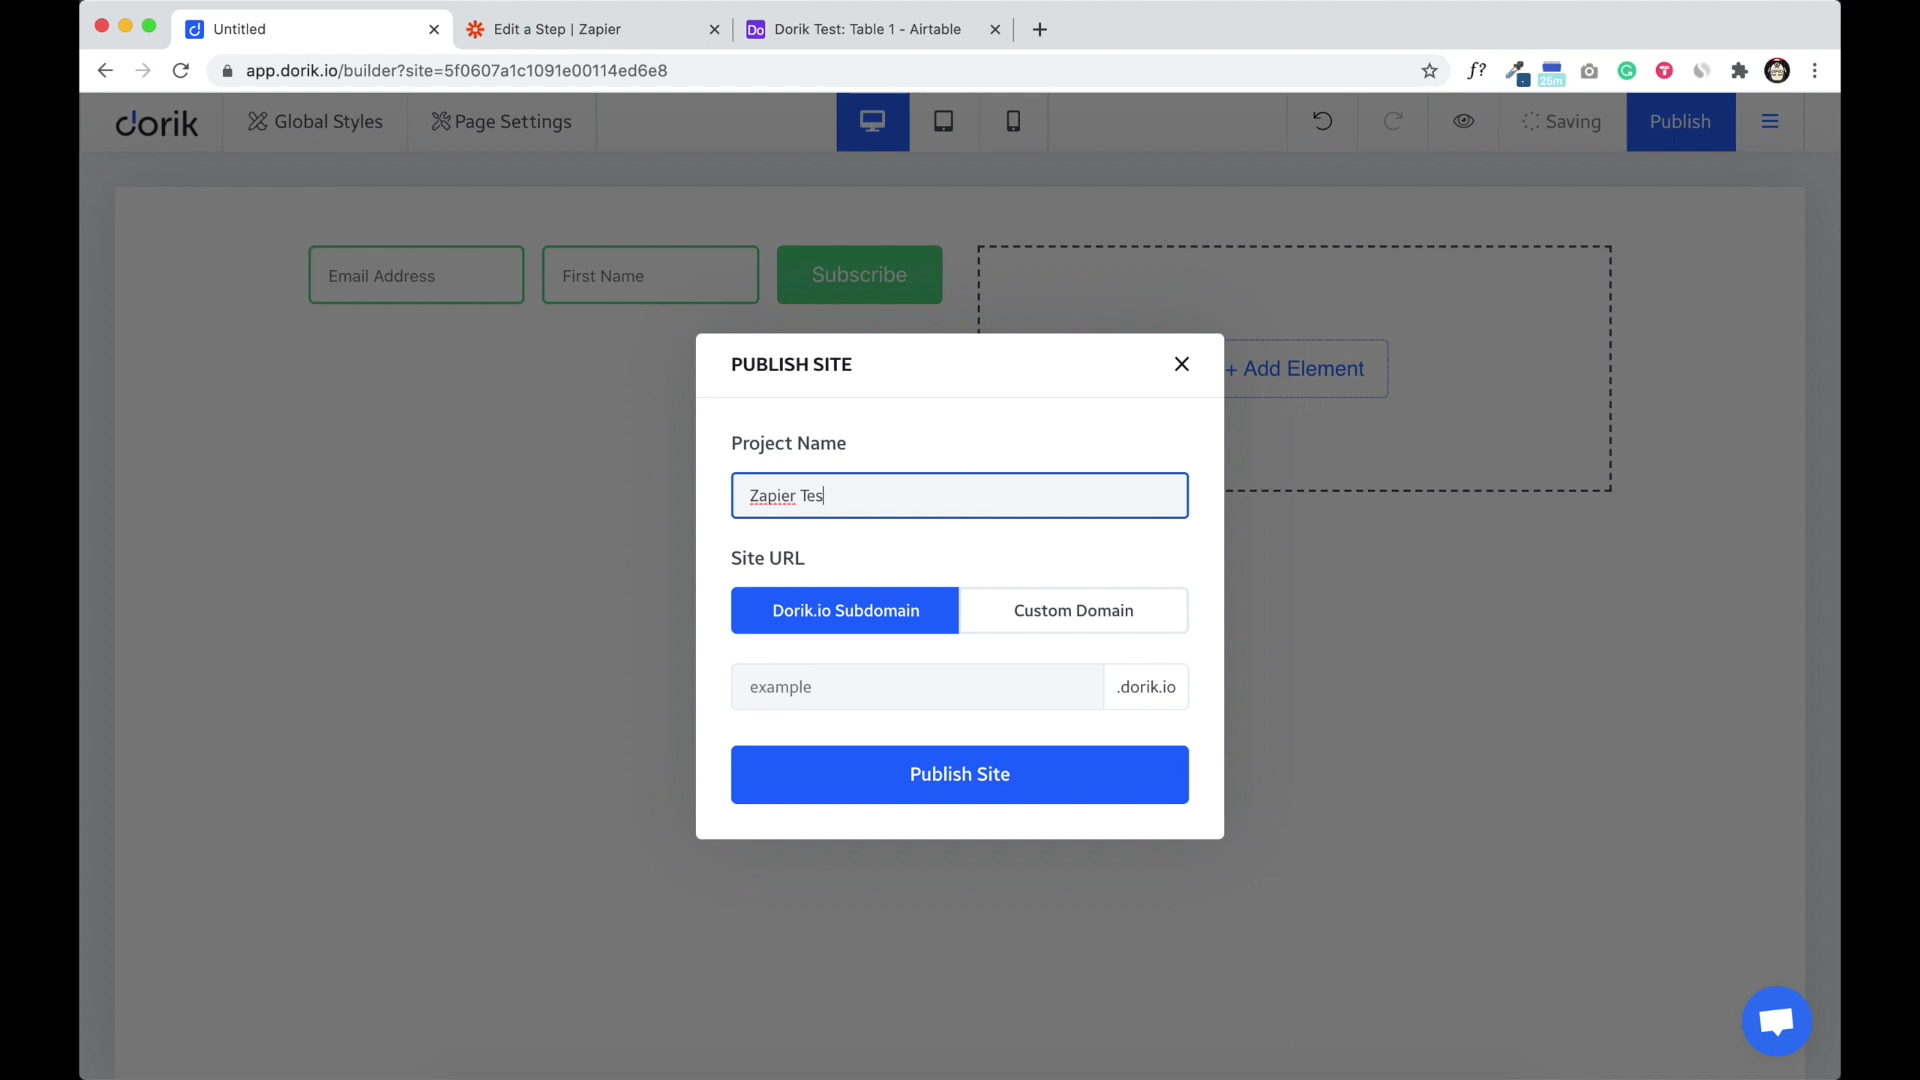 Untitled
Edit a Step | Zapier
Do
Dorik Test: Table 1 - Airtable
app.dorik.io/builder?site=5f0607a1c1091e00114ed6e8
f?
25m
dorik
Global Styles
Page Settings
Saving
Publish
Email Address
First Name
Subscribe
+ Add Element
PUBLISH SITE
Project Name
Zapier Tes
Site URL
Dorik.io Subdomain
Custom Domain
example
.dorik.io
Publish Site